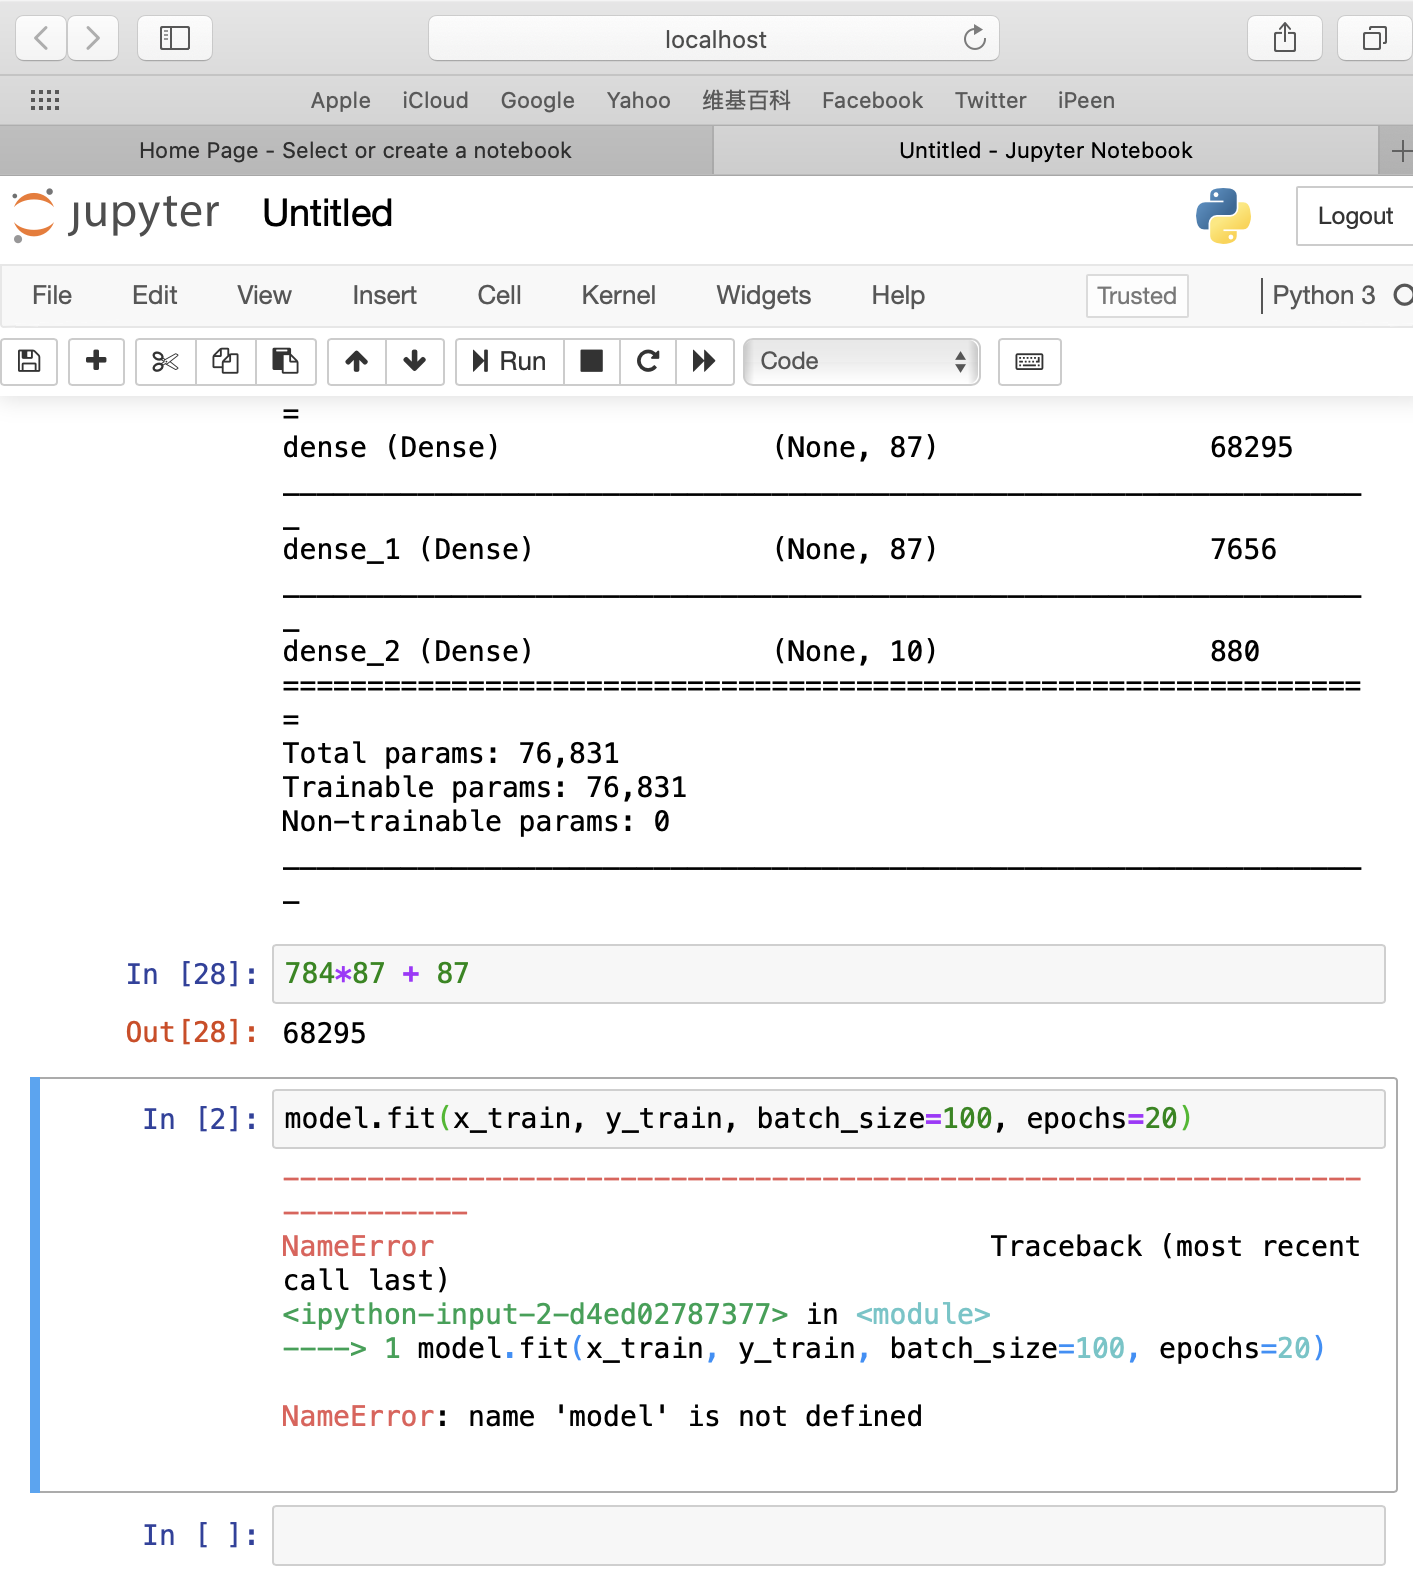 localhost
Apple iCloud Google Yahoo 维基百科 Facebook Twitter iPeen
Home Page - Select or create a notebook Untitled - Jupyter Notebook
jupyter Untitled Logout
File Edit View Insert Cell Kernel Widgets Help Trusted Python 3
Run Code
=
dense (Dense) (None, 87) 68295
_________________________________________________________________
_
dense_1 (Dense) (None, 87) 7656
_________________________________________________________________
_
dense_2 (Dense) (None, 10) 880
================================================================
=
Total params: 76,831
Trainable params: 76,831
Non-trainable params: 0
________________________________________________________________
_
In [28]: 784*87 + 87
Out[28]: 68295
In [2]: model.fit(x_train, y_train, batch_size=100, epochs=20)
----------------------------------------------------------------
-----------
NameError Traceback (most recent
call last)
<ipython-input-2-d4ed02787377> in <module>
----> 1 model.fit(x_train, y_train, batch_size=100, epochs=20)
NameError: name 'model' is not defined
In [ ]: